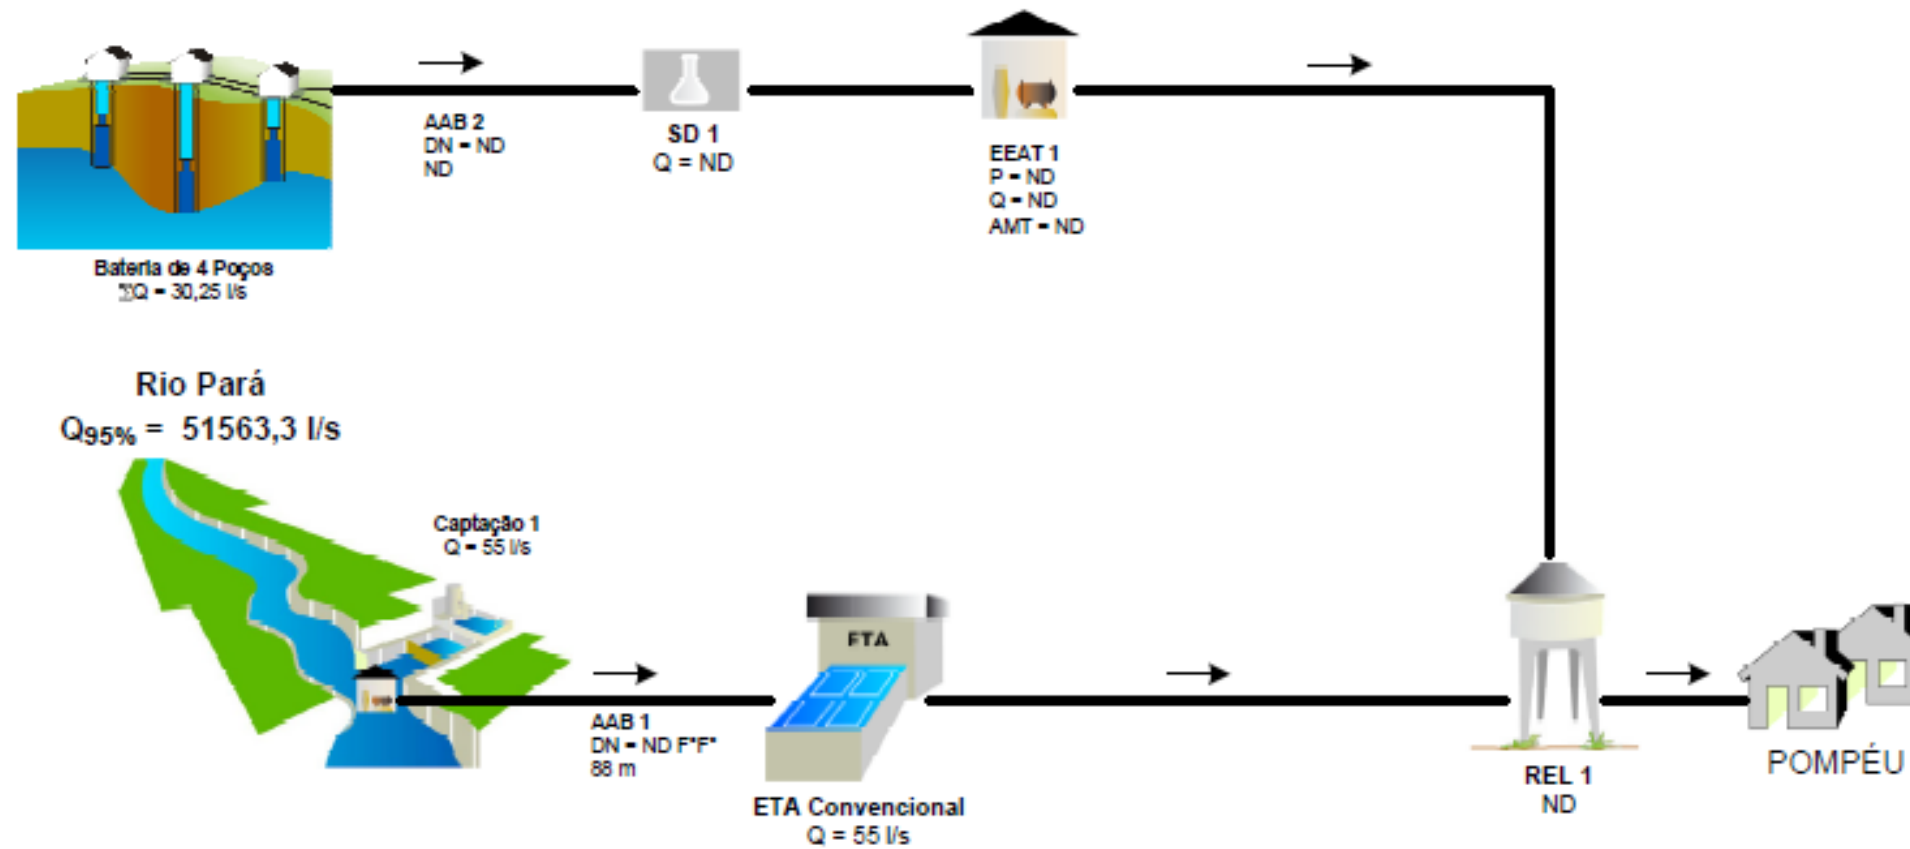 AAB 2
DN = ND
ND
SD 1
Q = ND
EEAT 1
P = ND
Q = ND
AMT = ND
Bateria de 4 Poços
∑Q = 30,25 l/s
Rio Pará
Q95% = 51563,3 l/s
Captação 1
Q = 55 l/s
ETA
AAB 1
DN = ND FºFº
88 m
ETA Convencional
Q = 55 l/s
REL 1
ND
POMPÉU